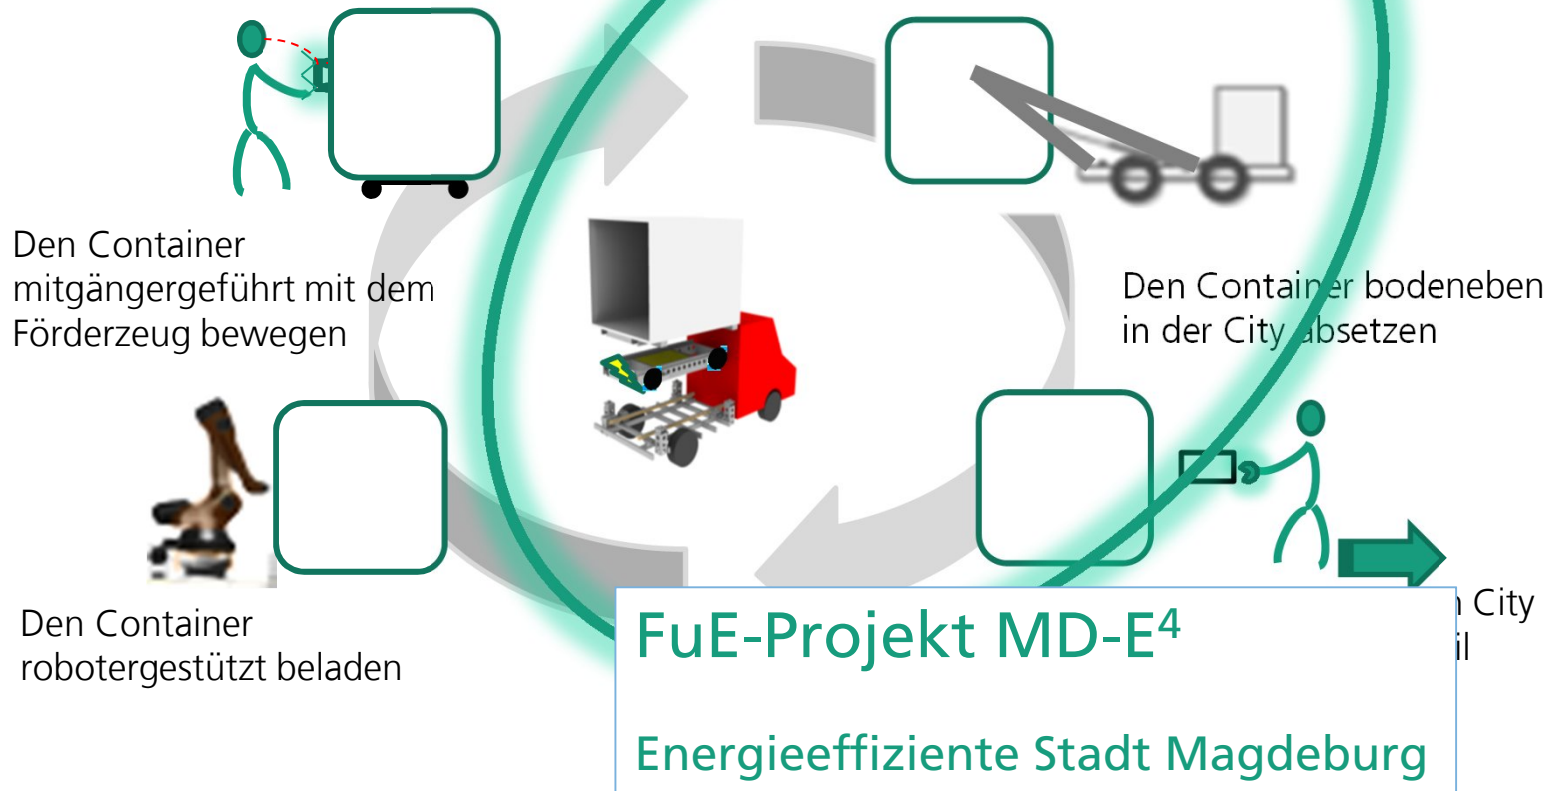 Den Container
mitgängergeführt mit dem
Förderzeug bewegen
Den Container bodeneben
in der City absetzen
Den Container
robotergestützt beladen
City
FuE-Projekt MD-E⁴
Energieeffiziente Stadt Magdeburg